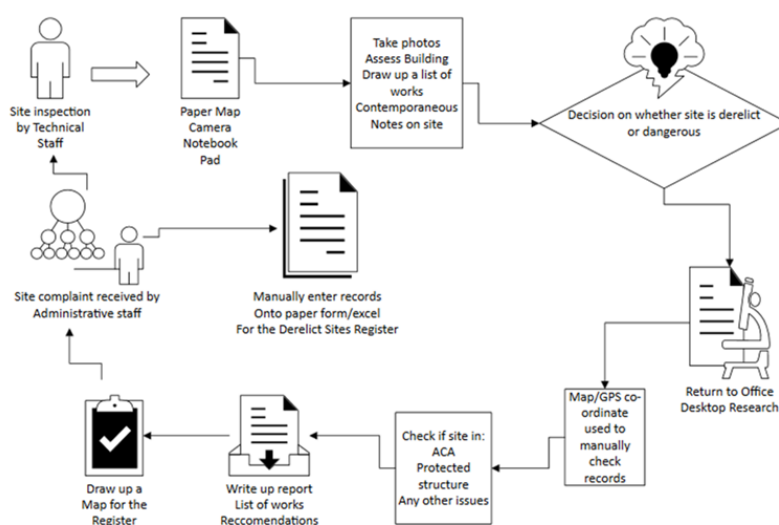 Site inspection
by Technical
Staff
Paper Map
Camera
Notebook
Pad
Take photos
Assess Building
Draw up a list of
works
Contemporaneous
Notes on site
Decision on whether site is derelict
or dangerous
Site complaint received by
Administrative staff
Manually enter records
Onto paper form/excel
For the Derelict Sites Register
Return to Office
Desktop Research
Map/GPS co-
ordinate
used to
manually
check
records
Check if site in:
ACA
Protected
structure
Any other issues
Write up report
List of works
Reccomendations
Draw up a
Map for the
Register